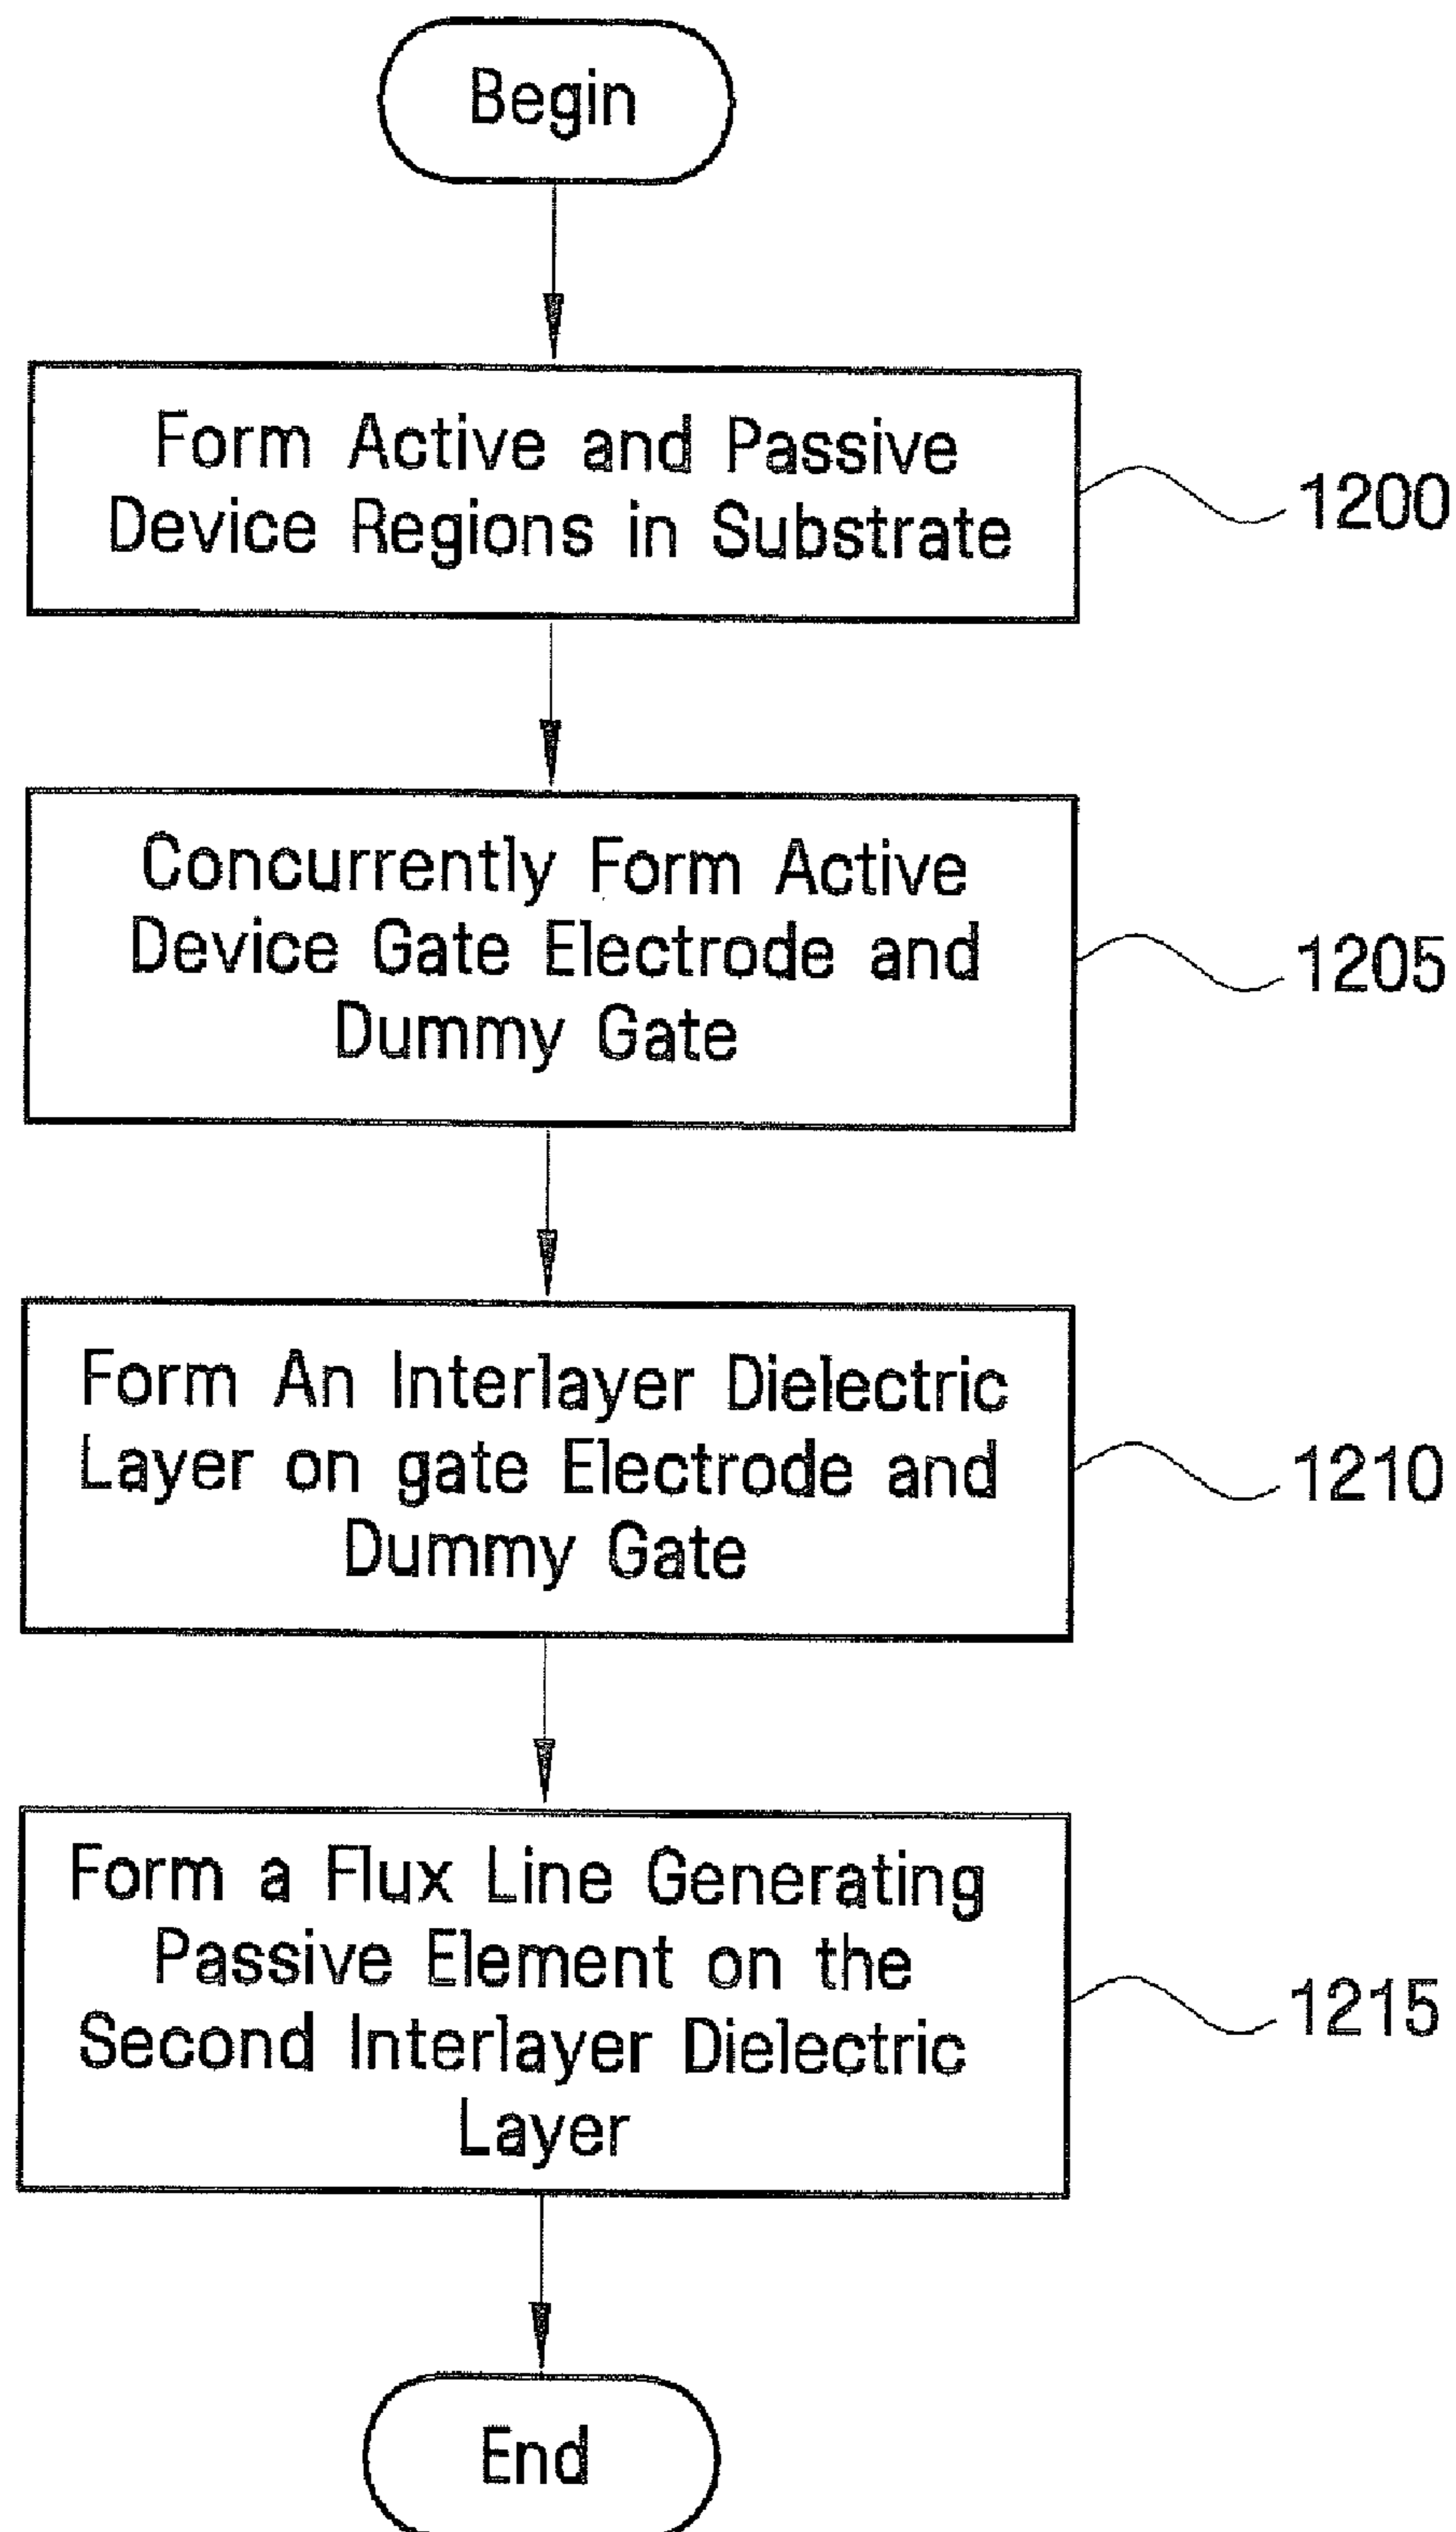 Begin
Form Active and Passive
Device Regions in Substrate
1200
Concurrently Form Active
Device Gate Electrode and
Dummy Gate
1205
Form An Interlayer Dielectric
Layer on gate Electrode and
Dummy Gate
1210
Form a Flux Line Generating
Passive Element on the
Second Interlayer Dielectric
Layer
1215
End